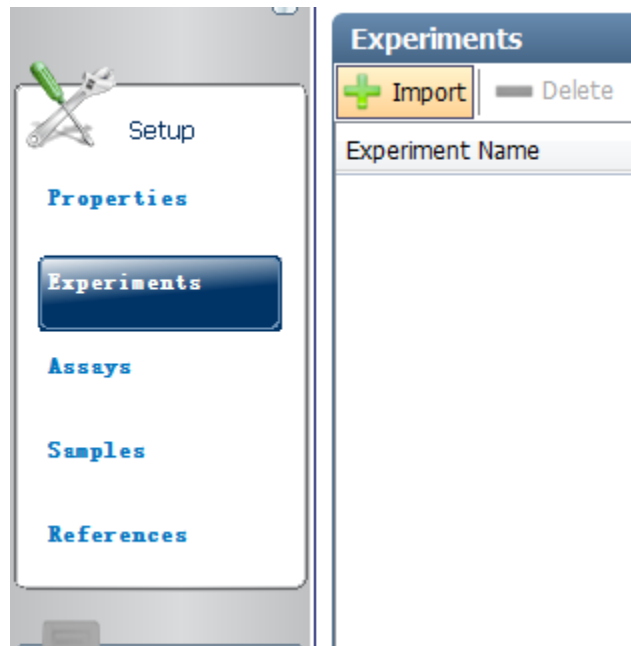 Setup
Properties
Experiments
Assays
Samples
References
Experiments
Import Delete
Experiment Name